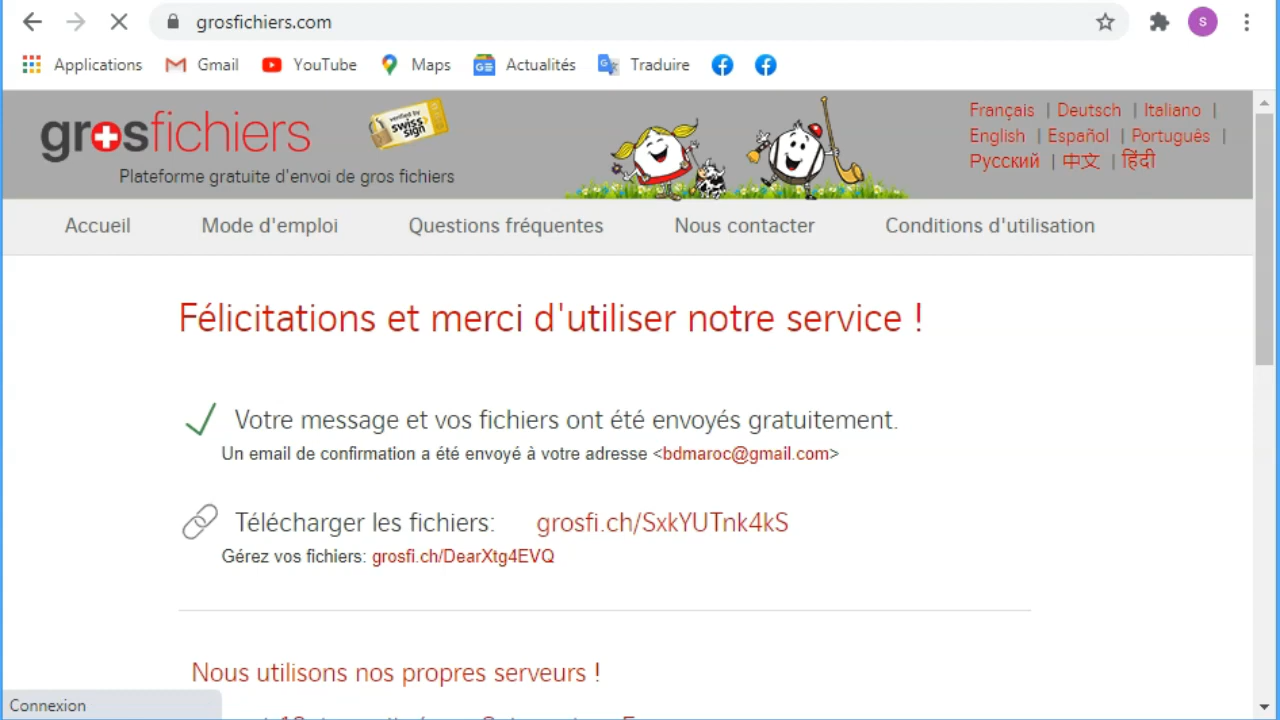 grosfichiers.com
S
Applications Gmail YouTube Maps Actualités Traduire
grosfichiers
verified by
swiss
sign
Plateforme gratuite d'envoi de gros fichiers
Français | Deutsch | Italiano |
English | Español | Português |
Русский | 中文 | हिंदी
Accueil Mode d'emploi Questions fréquentes Nous contacter Conditions d'utilisation
Félicitations et merci d'utiliser notre service !
Votre message et vos fichiers ont été envoyés gratuitement.
Un email de confirmation a été envoyé à votre adresse <bdmaroc@gmail.com>
Télécharger les fichiers: grosfi.ch/SxkYUTnk4kS
Gérez vos fichiers: grosfi.ch/DearXtg4EVQ
Nous utilisons nos propres serveurs !
Connexion